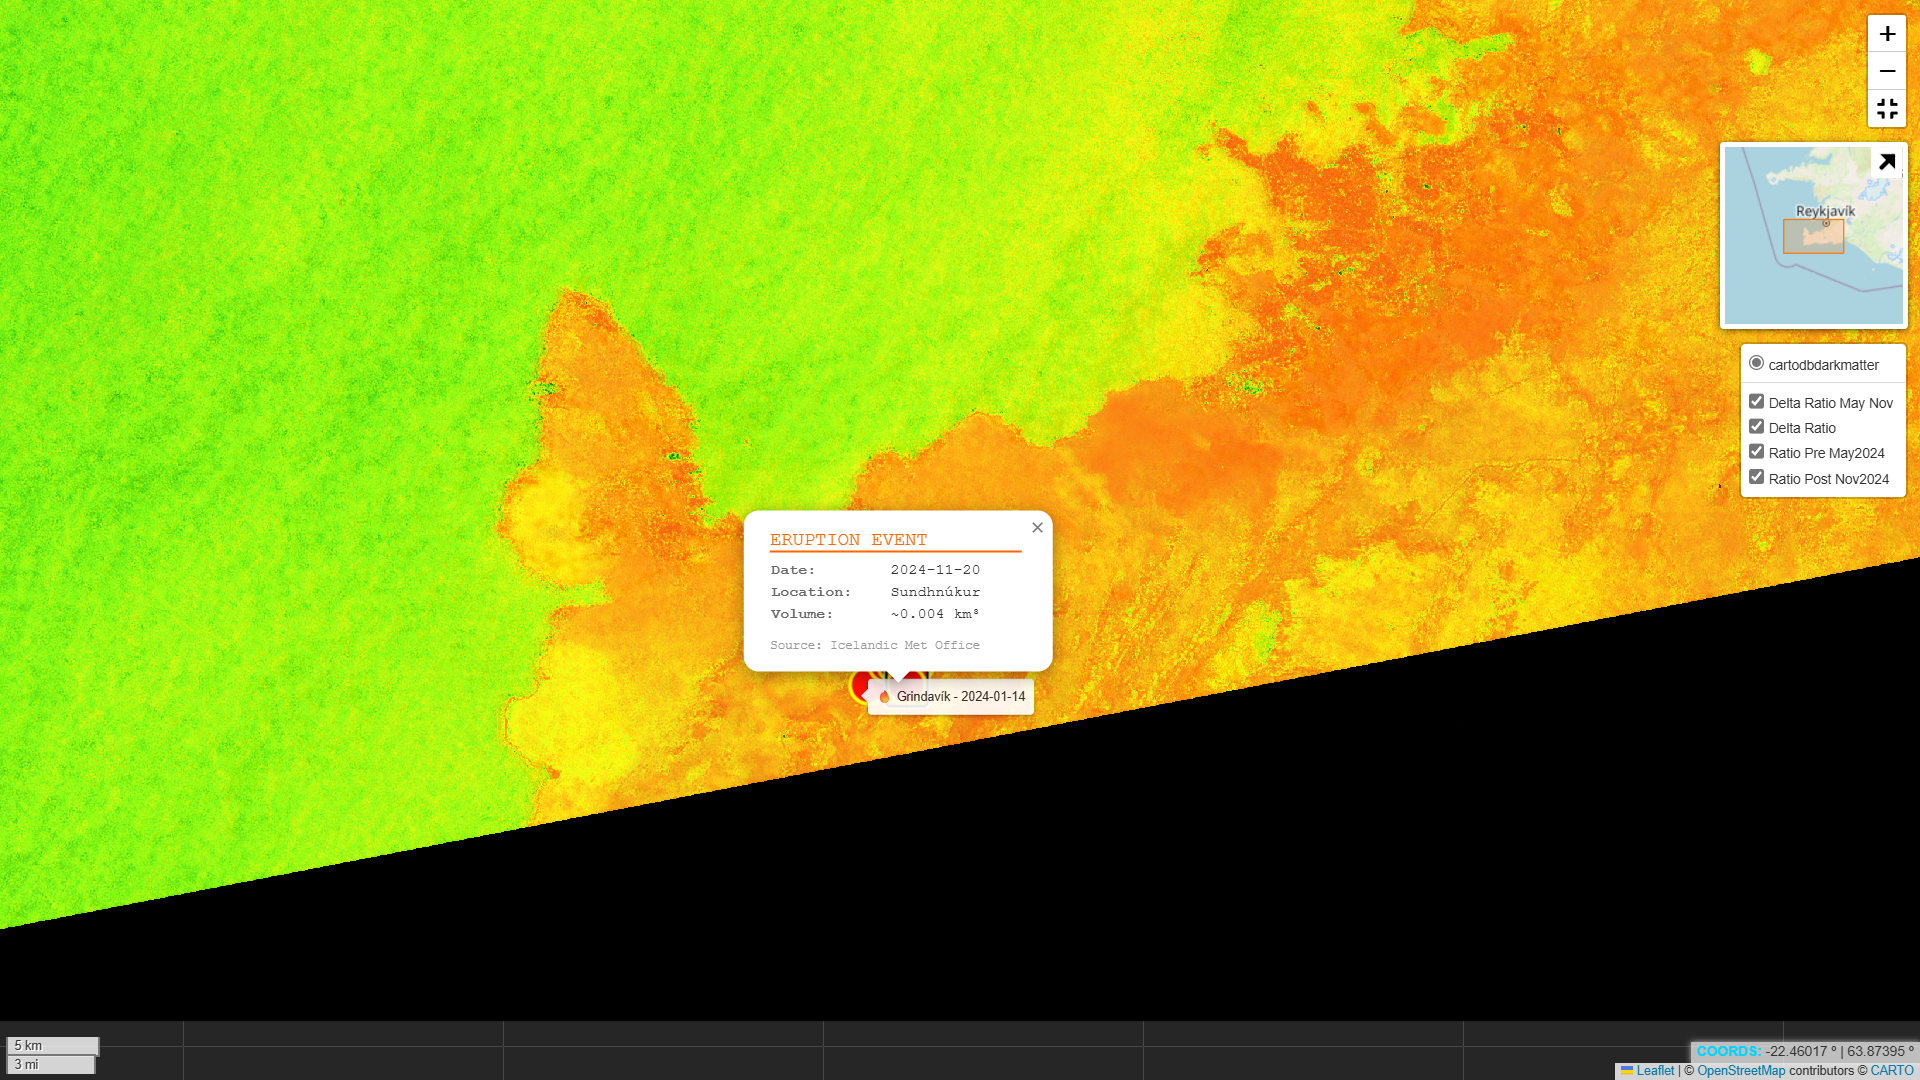 +
−
Reykjavík
cartodbdarkmatter
Delta Ratio May Nov
Delta Ratio
Ratio Pre May2024
Ratio Post Nov2024
×
ERUPTION EVENT
Date: 2024-11-20
Location: Sundhnúkur
Volume: ~0.004 km³
Source: Icelandic Met Office
Grindavík - 2024-01-14
5 km
3 mi
COORDS: -22.46017 º | 63.87395 º
Leaflet | © OpenStreetMap contributors © CARTO